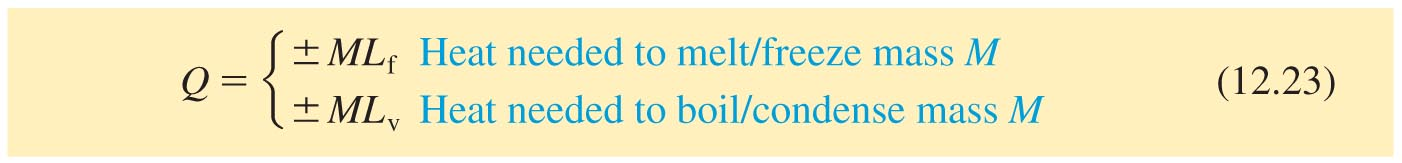 Q = { ± ML_f Heat needed to melt/freeze mass M
± ML_v Heat needed to boil/condense mass M
(12.23)